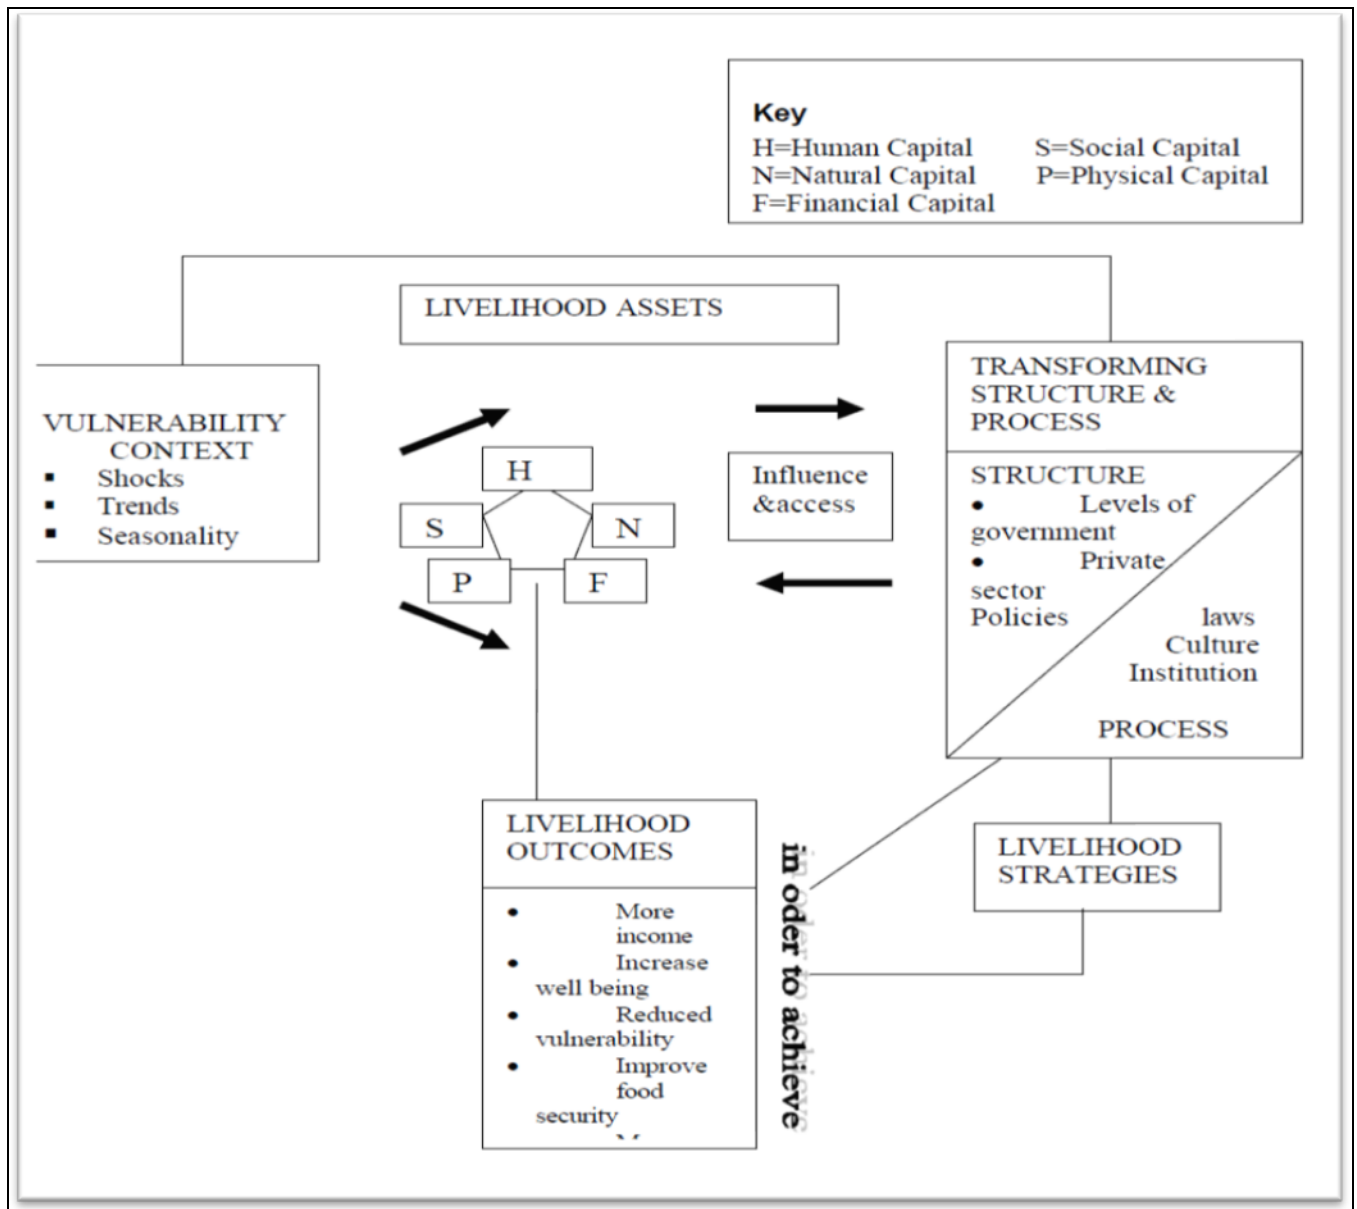 Key
H=Human Capital S=Social Capital
N=Natural Capital P=Physical Capital
F=Financial Capital
LIVELIHOOD ASSETS
VULNERABILITY
CONTEXT
▪ Shocks
▪ Trends
▪ Seasonality
H
S
N
P
F
Influence
&access
TRANSFORMING
STRUCTURE &
PROCESS
STRUCTURE
• Levels of
government
• Private
sector
Policies
laws
Culture
Institution
PROCESS
LIVELIHOOD
OUTCOMES
• More
income
• Increase
well being
• Reduced
vulnerability
• Improve
food
security
in oder to achieve
LIVELIHOOD
STRATEGIES